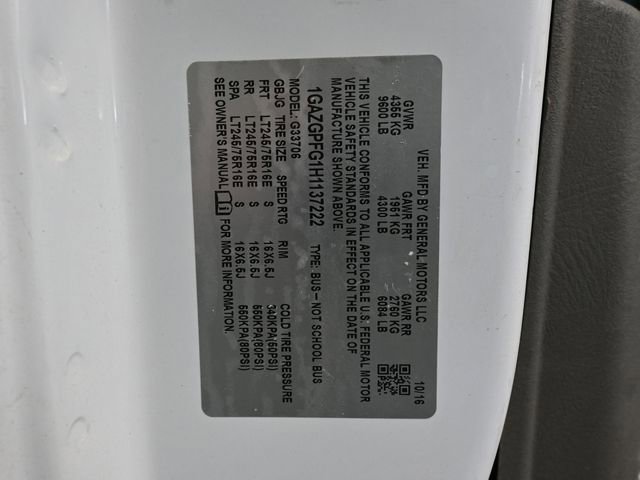 VEH. MFD BY GENERAL MOTORS LLC 10/16
GVWR GAWR FRT GAWR RR
4355 KG 1951 KG 2760 KG
9600 LB 4300 LB 6084 LB
THIS VEHICLE CONFORMS TO ALL APPLICABLE U.S. FEDERAL MOTOR
VEHICLE SAFETY STANDARDS IN EFFECT ON THE DATE OF
MANUFACTURE SHOWN ABOVE.
1GAZGPFG1H1137222 TYPE: BUS-NOT SCHOOL BUS
MODEL: G33706
GBJG TIRE SIZE SPEED RTG RIM COLD TIRE PRESSURE
FRT LT245/75R16E S 16X6.5J 340KPA(50PSI)
RR LT245/75R16E S 16X6.5J 550KPA(80PSI)
SPA LT245/75R16E S 16X6.5J 550KPA(80PSI)
SEE OWNER'S MANUAL FOR MORE INFORMATION.